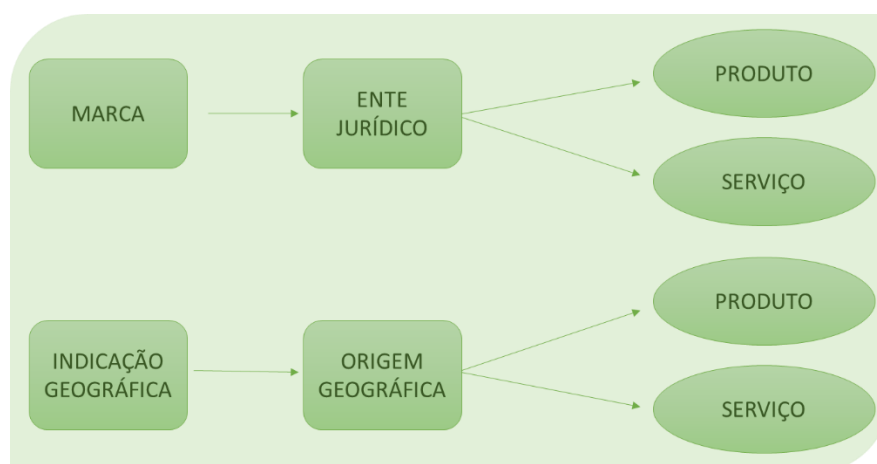 MARCA
ENTE
JURÍDICO
PRODUTO
SERVIÇO
INDICAÇÃO
GEOGRÁFICA
ORIGEM
GEOGRÁFICA
PRODUTO
SERVIÇO